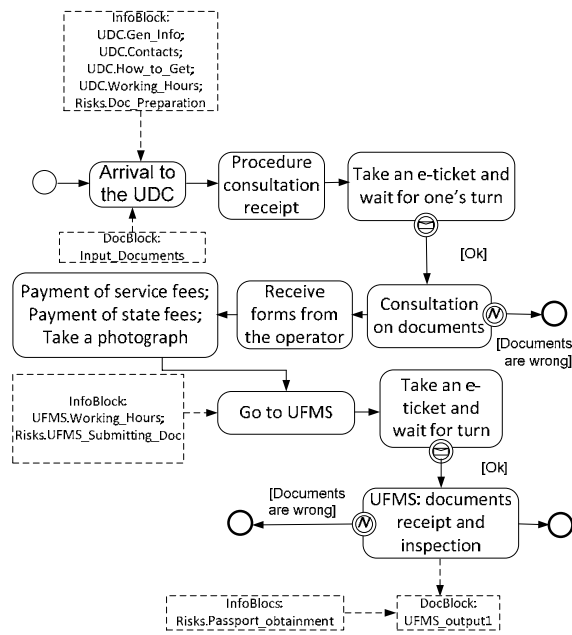 InfoBlock:
UDC.Gen_Info;
UDC.Contacts;
UDC.How_to_Get;
UDC.Working_Hours;
Risks.Doc_Preparation
Arrival to
the UDC
Procedure
consultation
receipt
Take an e-ticket and
wait for one's turn
DocBlock:
Input_Documents
[Ok]
Payment of service fees;
Payment of state fees;
Take a photograph
Receive
forms from
the operator
Consultation
on documents
[Documents
are wrong]
InfoBlock:
UFMS.Working_Hours;
Risks.UFMS_Submitting_Doc
Go to UFMS
Take an e-
ticket and
wait for turn
[Ok]
[Documents
are wrong]
UFMS: documents
receipt and
inspection
InfoBlocs:
Risks.Passport_obtainment
DocBlock:
UFMS_output1